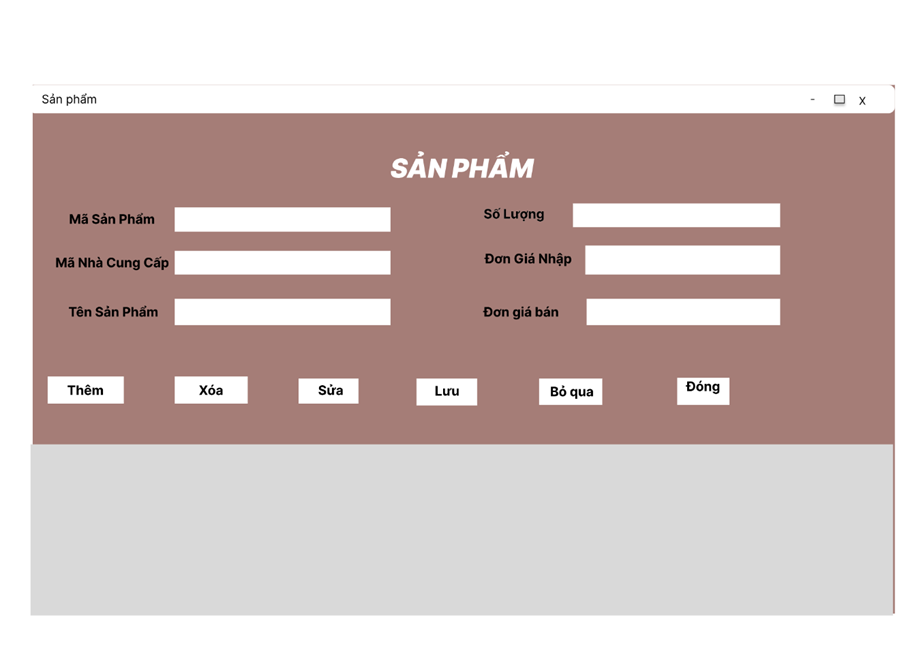 Sản phẩm
- X
SẢN PHẨM
Mã Sản Phẩm
Số Lượng
Mã Nhà Cung Cấp
Đơn Giá Nhập
Tên Sản Phẩm
Đơn giá bán
Thêm
Xóa
Sửa
Lưu
Bỏ qua
Đóng